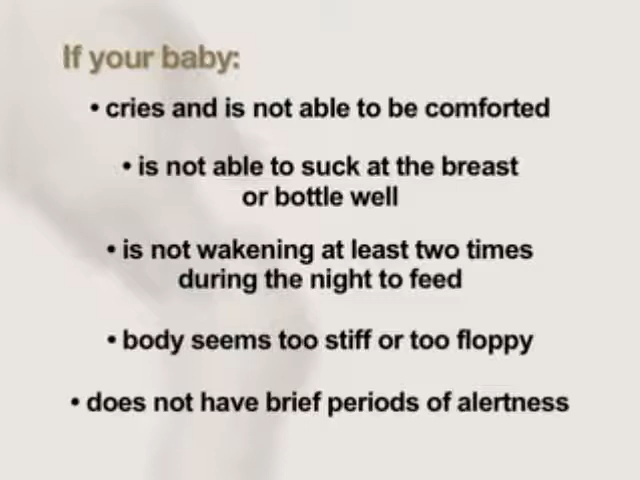 If your baby:
• cries and is not able to be comforted
• is not able to suck at the breast
or bottle well
• is not wakening at least two times
during the night to feed
• body seems too stiff or too floppy
• does not have brief periods of alertness